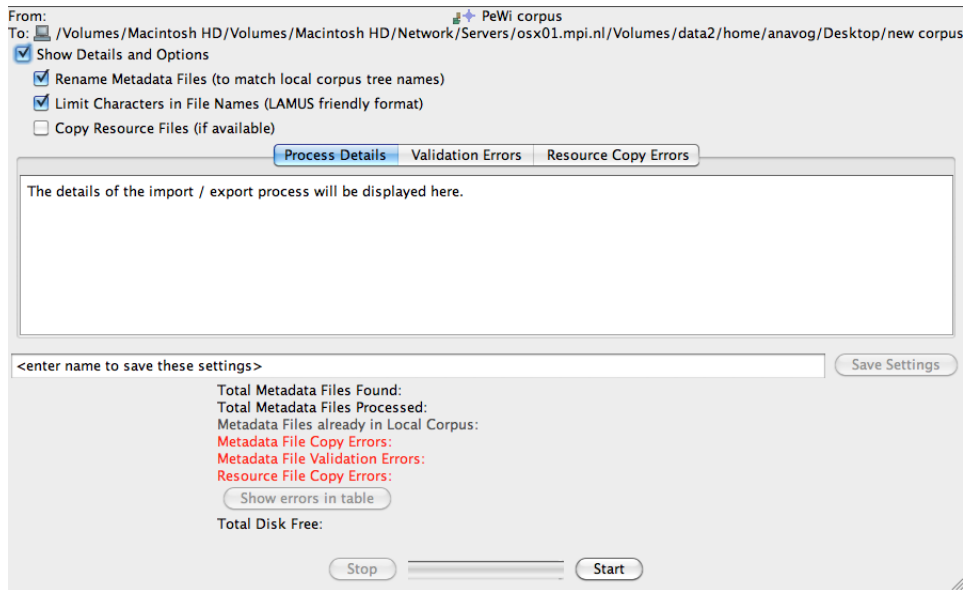 From: PeWi corpus
To: /Volumes/Macintosh HD/Volumes/Macintosh HD/Network/Servers/osx01.mpi.nl/Volumes/data2/home/anavog/Desktop/new corpus
Show Details and Options
Rename Metadata Files (to match local corpus tree names)
Limit Characters in File Names (LAMUS friendly format)
Copy Resource Files (if available)
Process Details Validation Errors Resource Copy Errors
The details of the import / export process will be displayed here.
<enter name to save these settings> Save Settings
Total Metadata Files Found:
Total Metadata Files Processed:
Metadata Files already in Local Corpus:
Metadata File Copy Errors:
Metadata File Validation Errors:
Resource File Copy Errors:
Show errors in table
Total Disk Free:
Stop Start